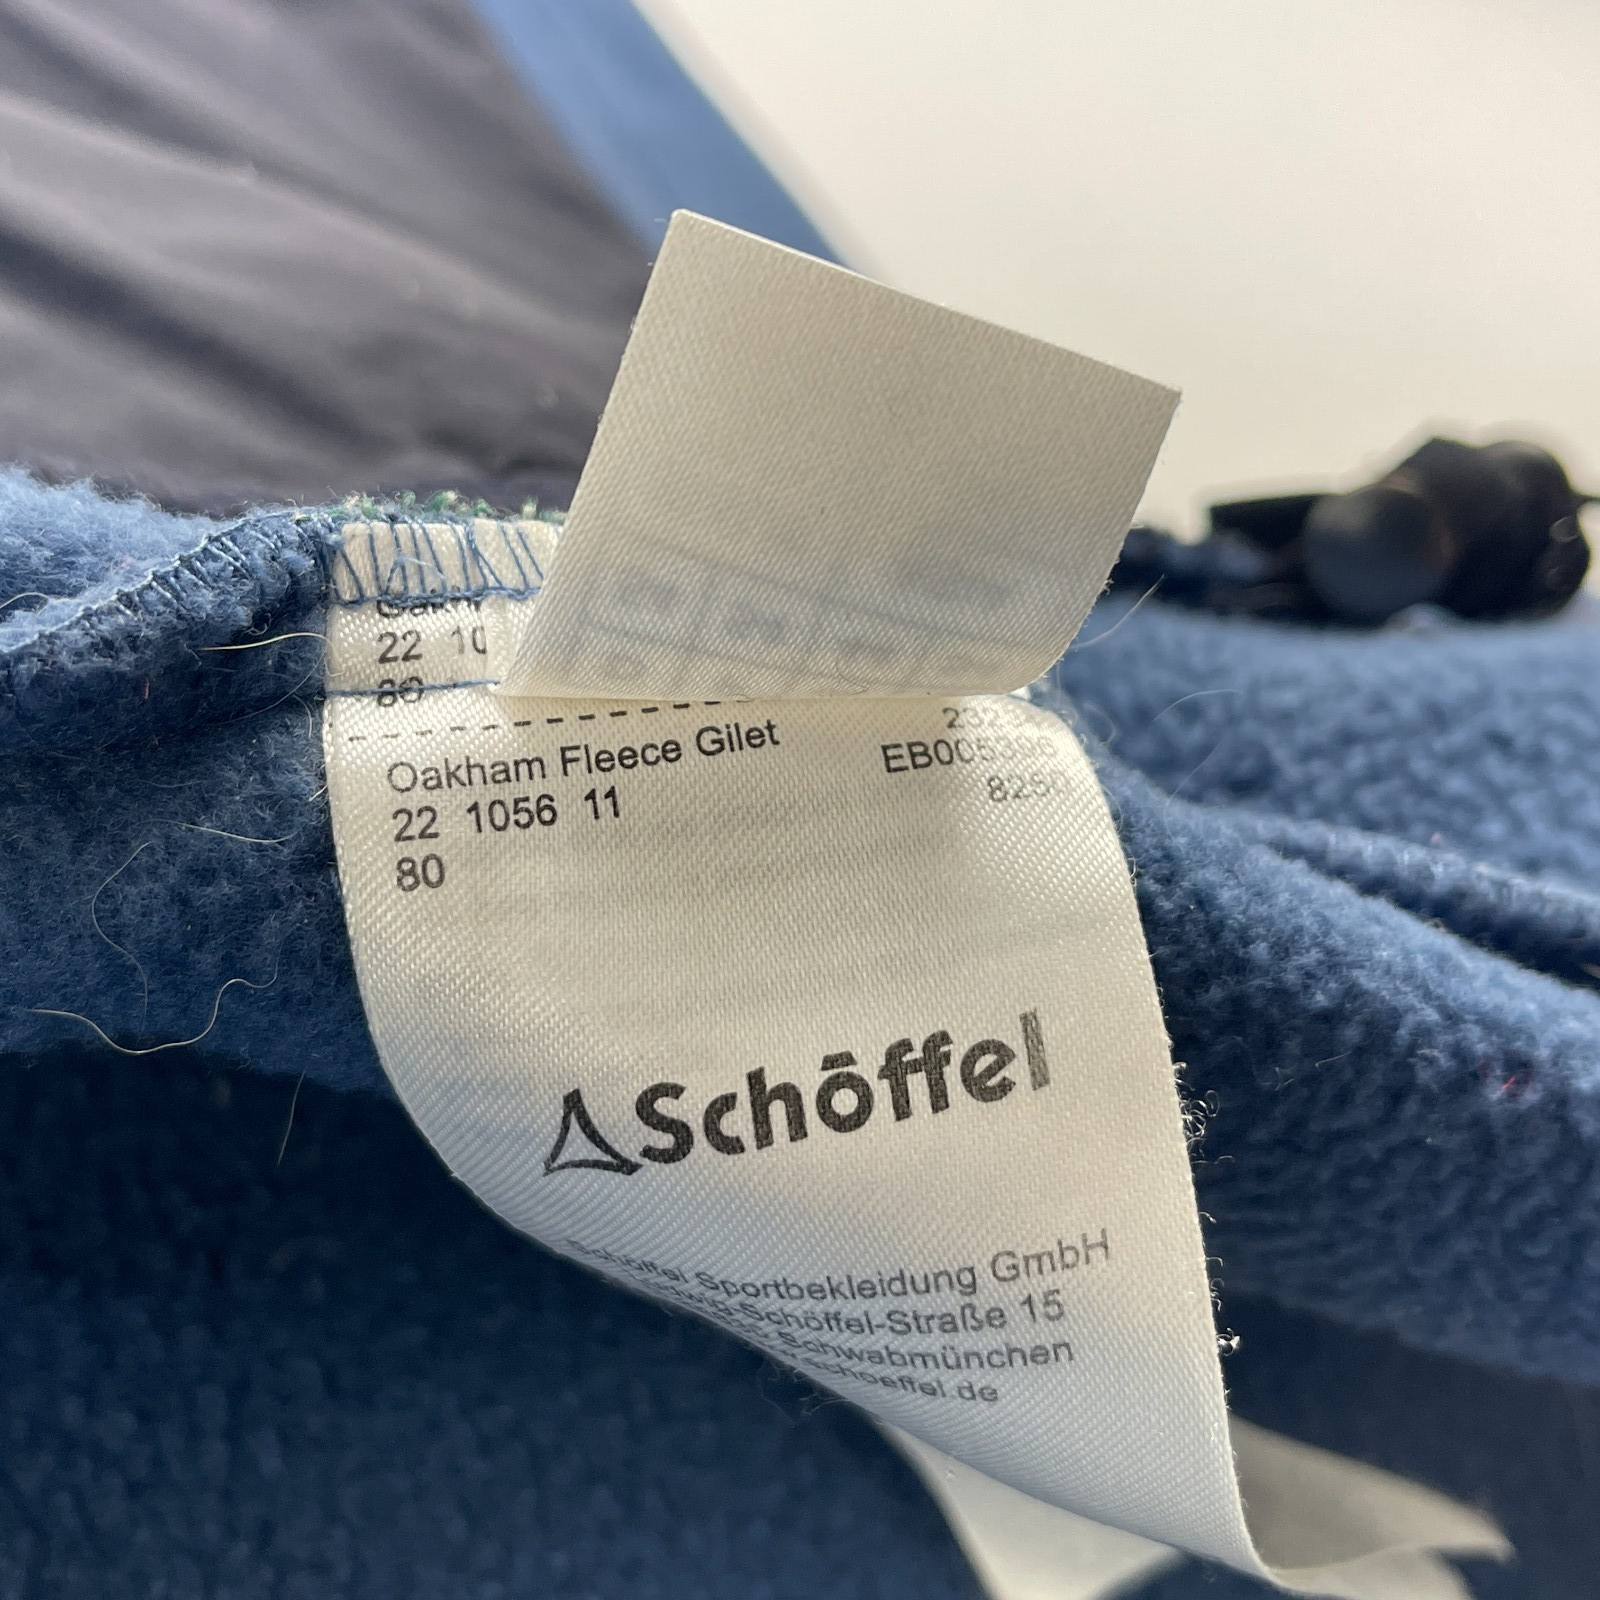 22 10
80
Oakham Fleece Gilet
22 1056 11
80
Schöffel
Schöffel Sportbekleidung GmbH
-Schöffel-Straße 15
Schwabmünchen
schoeffel.de